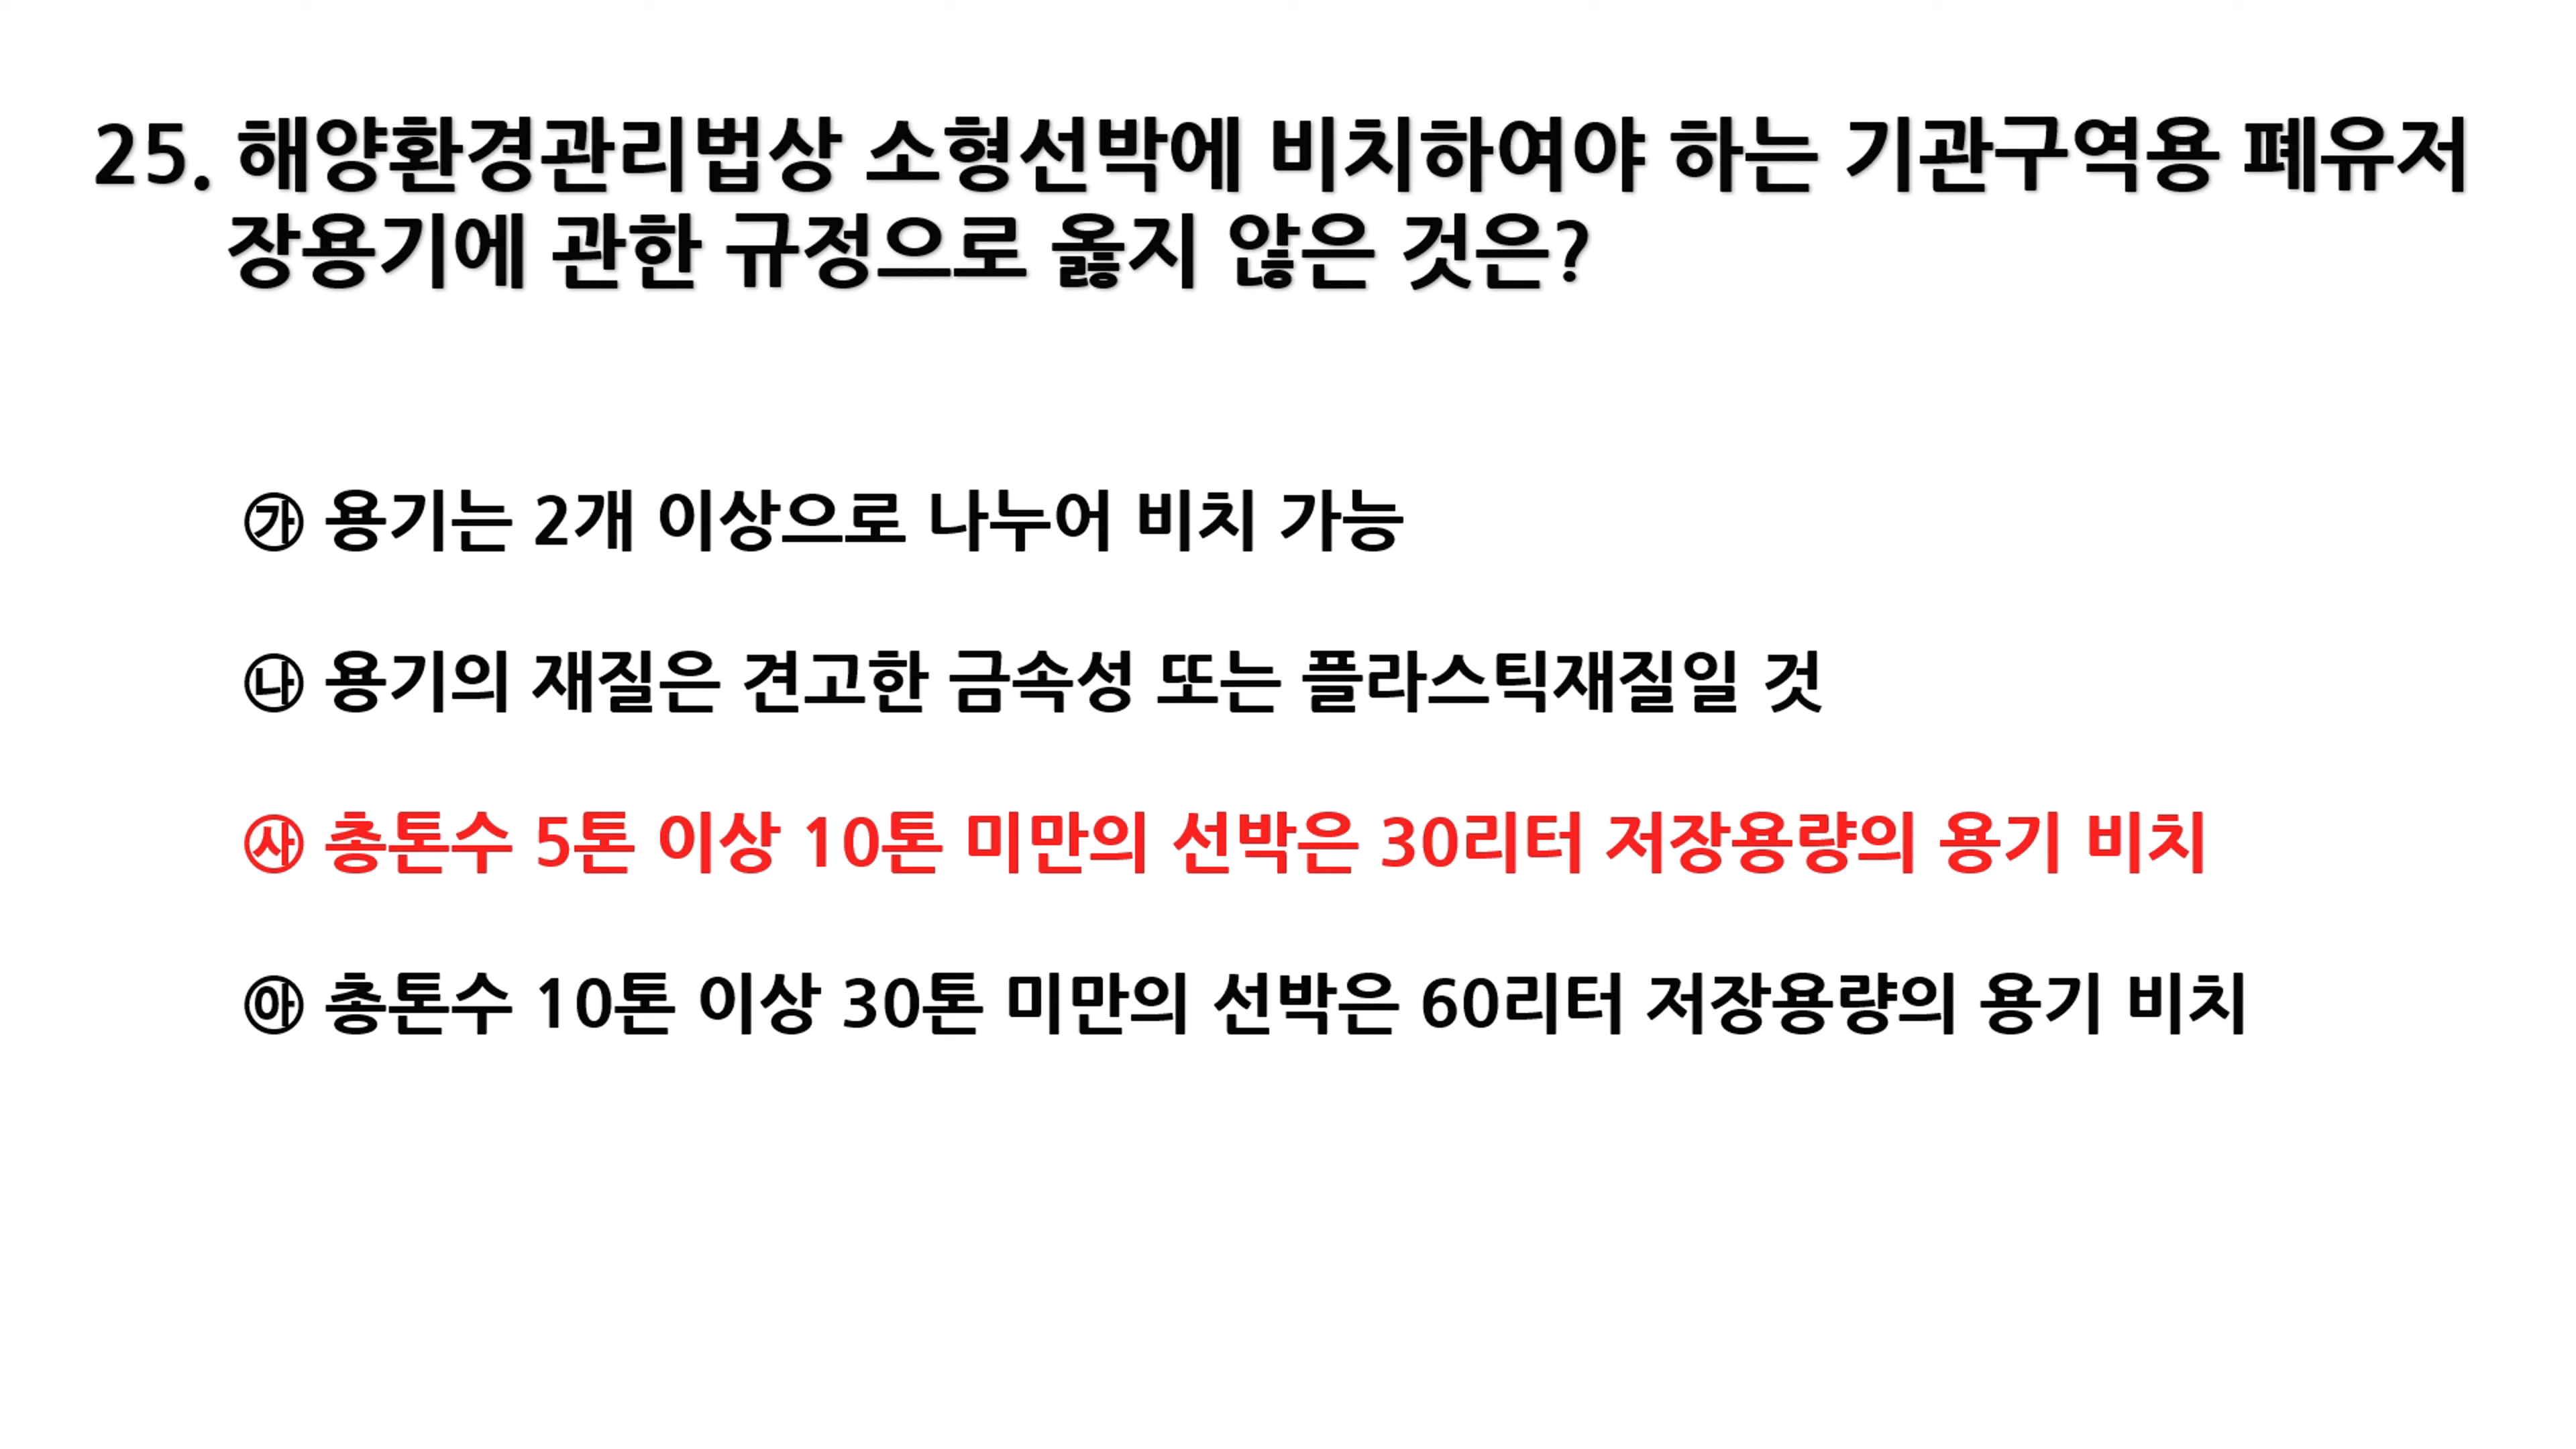 25. 해양환경관리법상 소형선박에 비치하여야 하는 기관구역용 폐유저
장용기에 관한 규정으로 옳지 않은 것은?
㉮ 용기는 2개 이상으로 나누어 비치 가능
㉯ 용기의 재질은 견고한 금속성 또는 플라스틱재질일 것
㉴ 총톤수 5톤 이상 10톤 미만의 선박은 30리터 저장용량의 용기 비치
㉵ 총톤수 10톤 이상 30톤 미만의 선박은 60리터 저장용량의 용기 비치